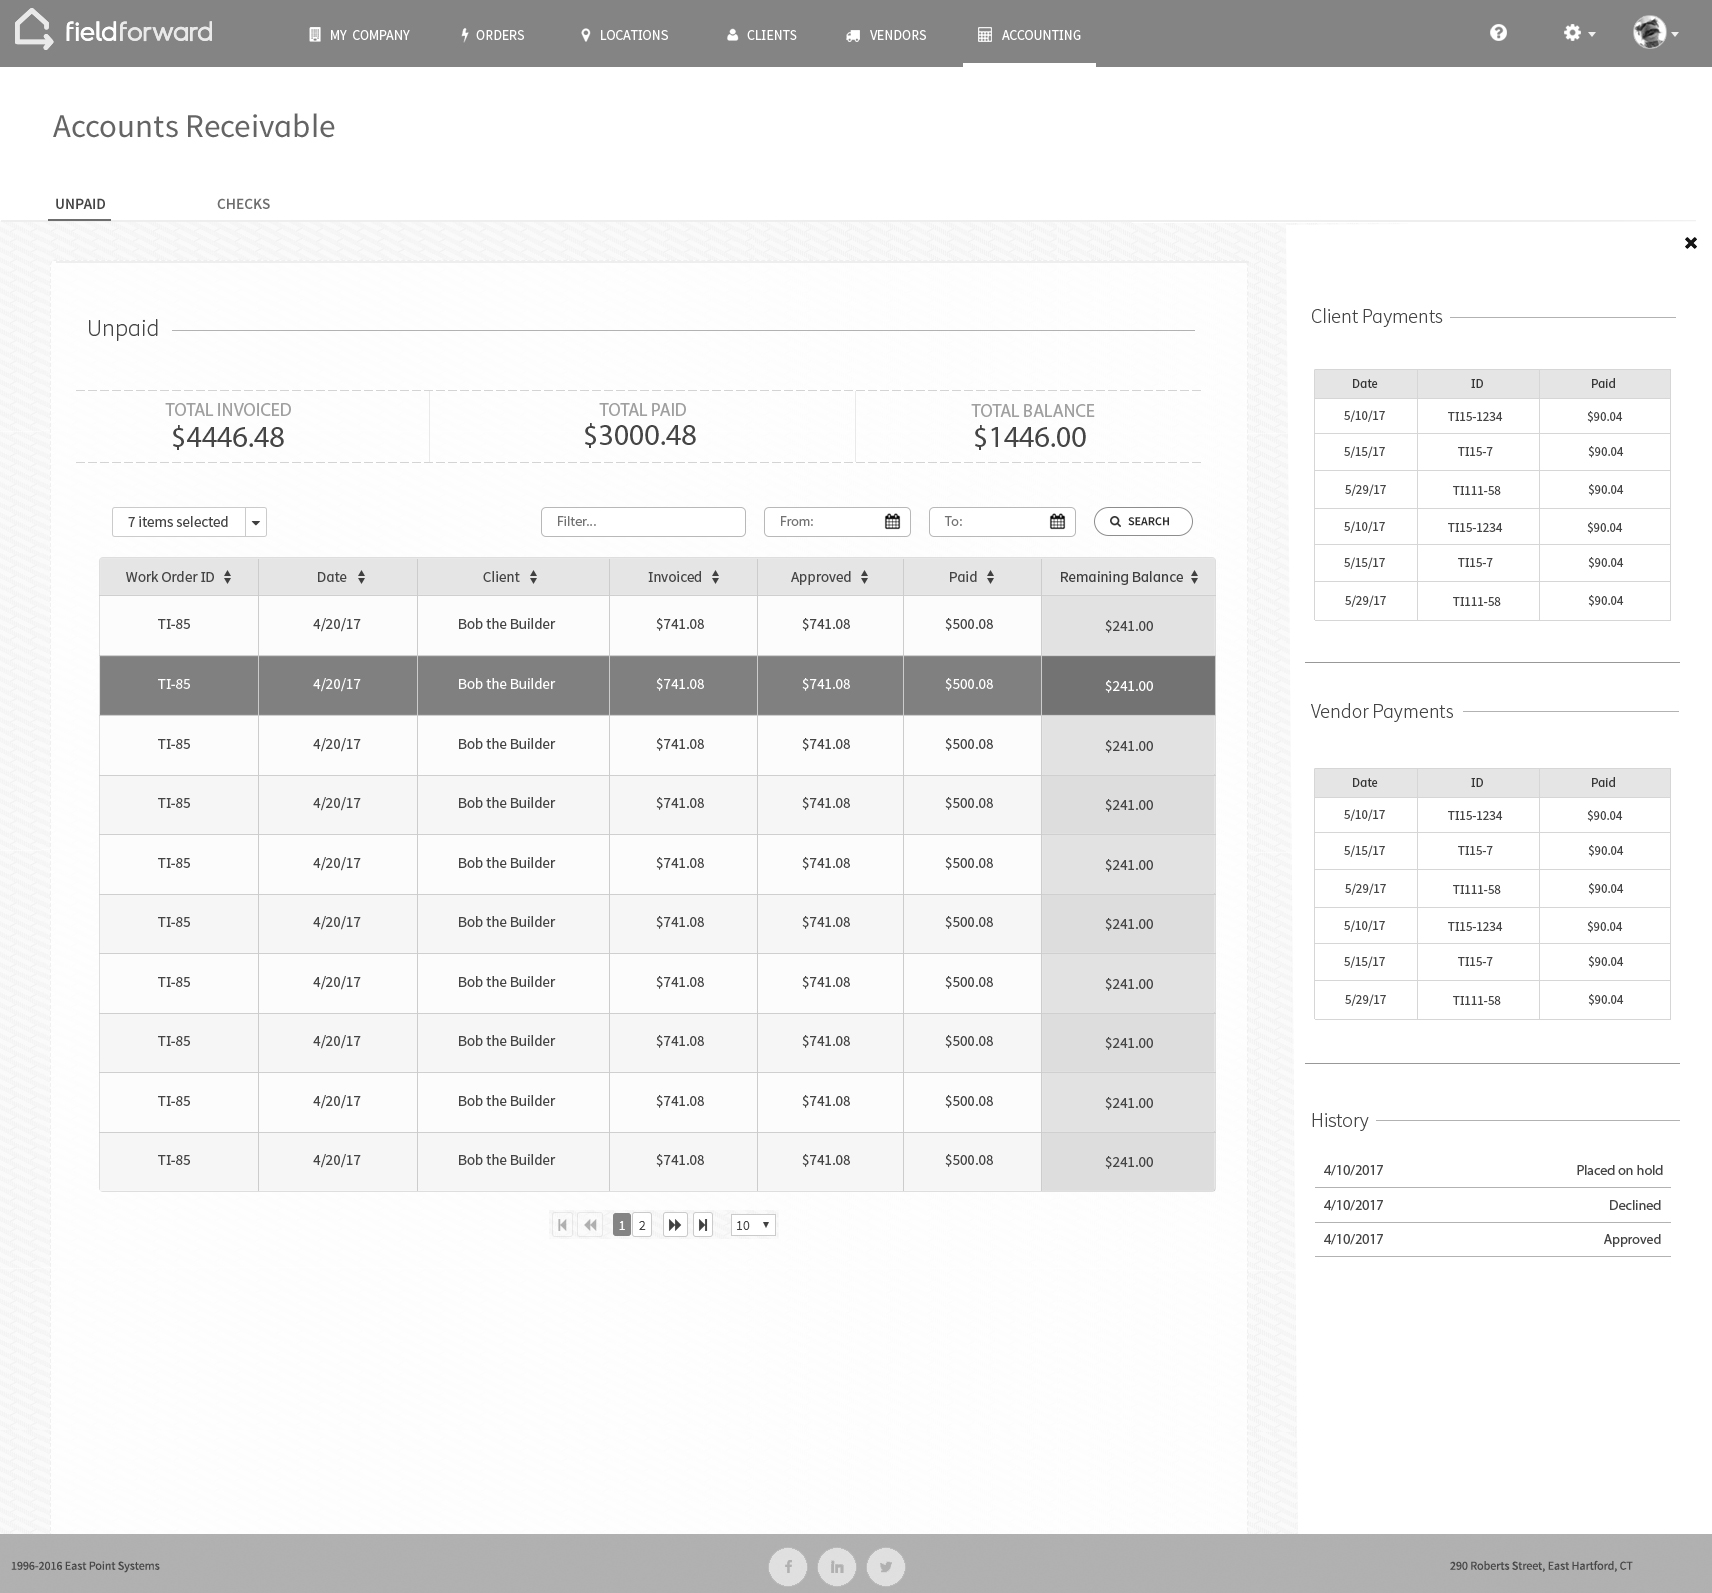 fieldforward
MY COMPANY ORDERS LOCATIONS CLIENTS VENDORS ACCOUNTING
Accounts Receivable
UNPAID CHECKS
Unpaid
TOTAL INVOICED TOTAL PAID TOTAL BALANCE
$4446.48 $3000.48 $1446.00
7 items selected Filter... From: To: SEARCH
Work Order ID Date Client Invoiced Approved Paid Remaining Balance
TI-85 4/20/17 Bob the Builder $741.08 $741.08 $500.08 $241.00
TI-85 4/20/17 Bob the Builder $741.08 $741.08 $500.08 $241.00
TI-85 4/20/17 Bob the Builder $741.08 $741.08 $500.08 $241.00
TI-85 4/20/17 Bob the Builder $741.08 $741.08 $500.08 $241.00
TI-85 4/20/17 Bob the Builder $741.08 $741.08 $500.08 $241.00
TI-85 4/20/17 Bob the Builder $741.08 $741.08 $500.08 $241.00
TI-85 4/20/17 Bob the Builder $741.08 $741.08 $500.08 $241.00
TI-85 4/20/17 Bob the Builder $741.08 $741.08 $500.08 $241.00
TI-85 4/20/17 Bob the Builder $741.08 $741.08 $500.08 $241.00
TI-85 4/20/17 Bob the Builder $741.08 $741.08 $500.08 $241.00
1 2 10
Client Payments
Date ID Paid
5/10/17 TI15-1234 $90.04
5/15/17 TI15-7 $90.04
5/29/17 TI111-58 $90.04
5/10/17 TI15-1234 $90.04
5/15/17 TI15-7 $90.04
5/29/17 TI111-58 $90.04
Vendor Payments
Date ID Paid
5/10/17 TI15-1234 $90.04
5/15/17 TI15-7 $90.04
5/29/17 TI111-58 $90.04
5/10/17 TI15-1234 $90.04
5/15/17 TI15-7 $90.04
5/29/17 TI111-58 $90.04
History
4/10/2017 Placed on hold
4/10/2017 Declined
4/10/2017 Approved
1996-2016 East Point Systems
290 Roberts Street, East Hartford, CT